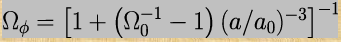 Ω_ϕ = [1 + (Ω_0^{-1} − 1) (a/a_0)^{-3}]^{-1}